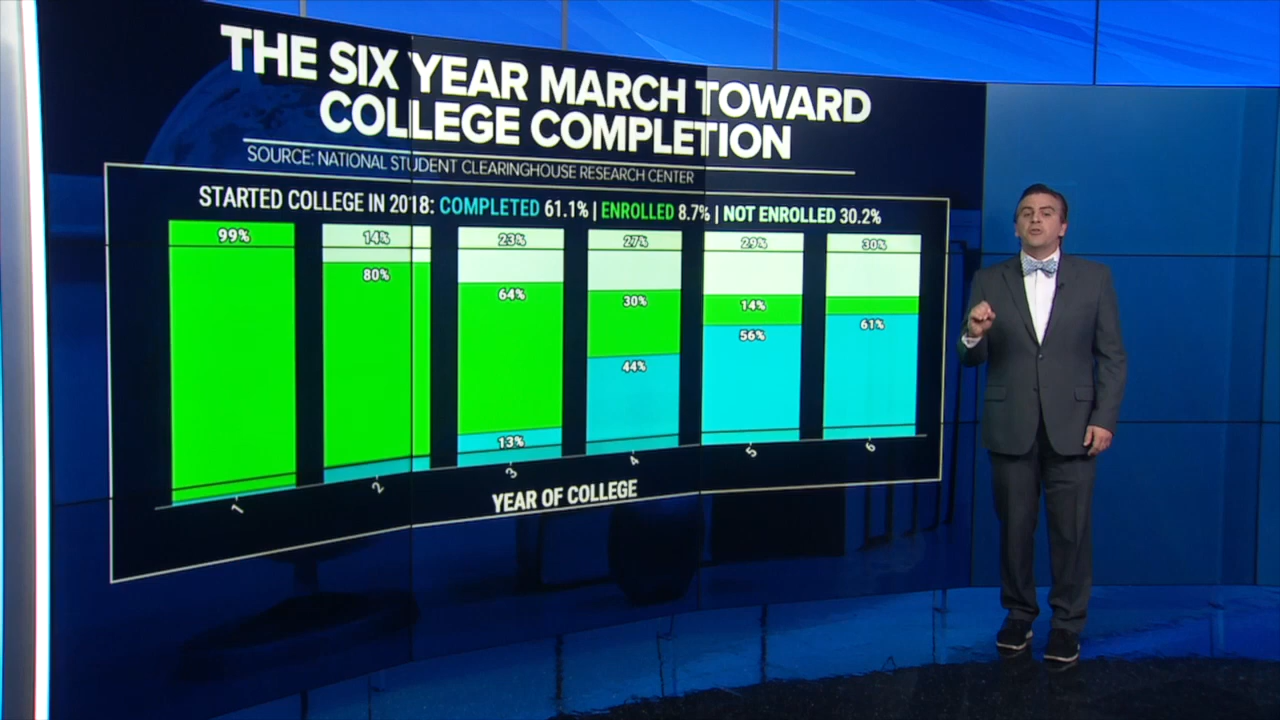 THE SIX YEAR MARCH TOWARD
COLLEGE COMPLETION
SOURCE: NATIONAL STUDENT CLEARINGHOUSE RESEARCH CENTER
STARTED COLLEGE IN 2018: COMPLETED 61.1% | ENROLLED 8.7% | NOT ENROLLED 30.2%
99% 14% 23% 27% 29% 30%
80% 64% 30% 14%
13% 44% 56% 61%
1 2 3 4 5 6
YEAR OF COLLEGE